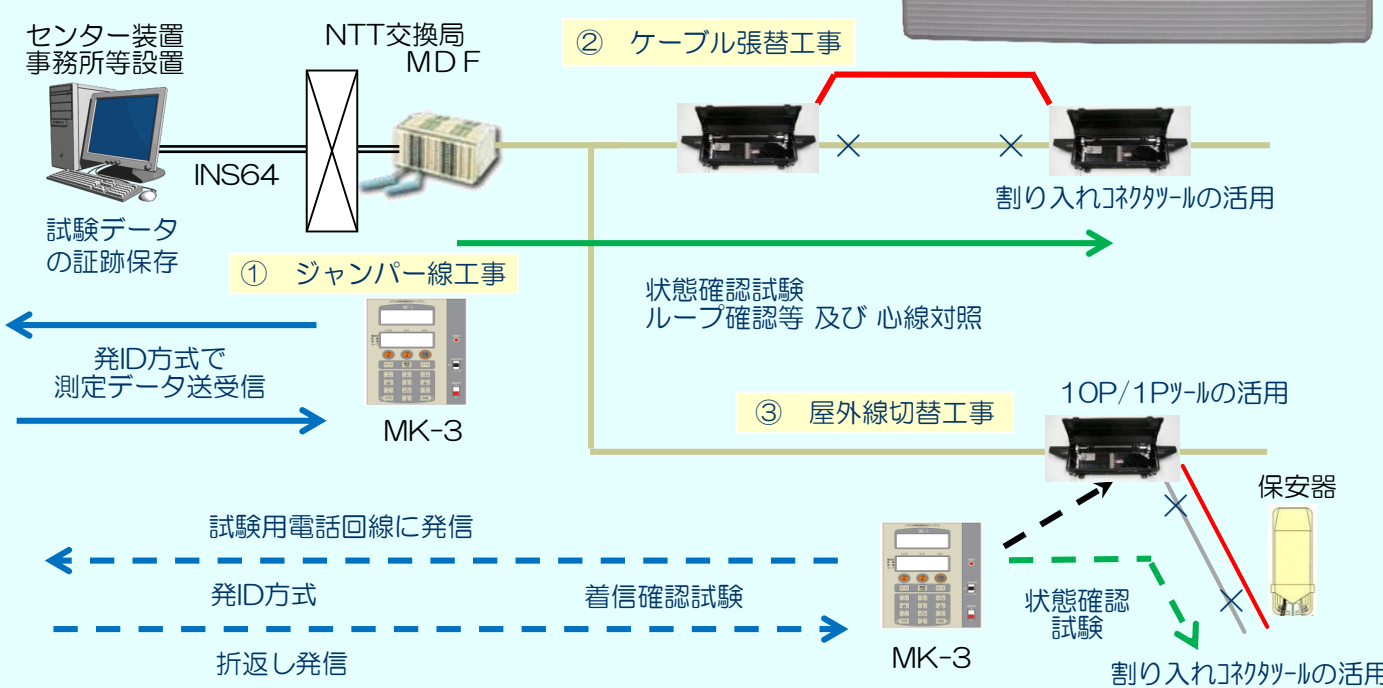 センター装置
事務所等設置
NTT交換局
MDF
② ケーブル張替工事
INS64
割り入れｺﾈｸﾀﾂｰﾙの活用
試験データ
の証跡保存
① ジャンパー線工事
状態確認試験
ループ確認等 及び 心線対照
発ID方式で
測定データ送受信
MK-3
10P/1Pﾂｰﾙの活用
③ 屋外線切替工事
保安器
試験用電話回線に発信
発ID方式
着信確認試験
状態確認
試験
折返し発信
MK-3
割り入れｺﾈｸﾀﾂｰﾙの活用